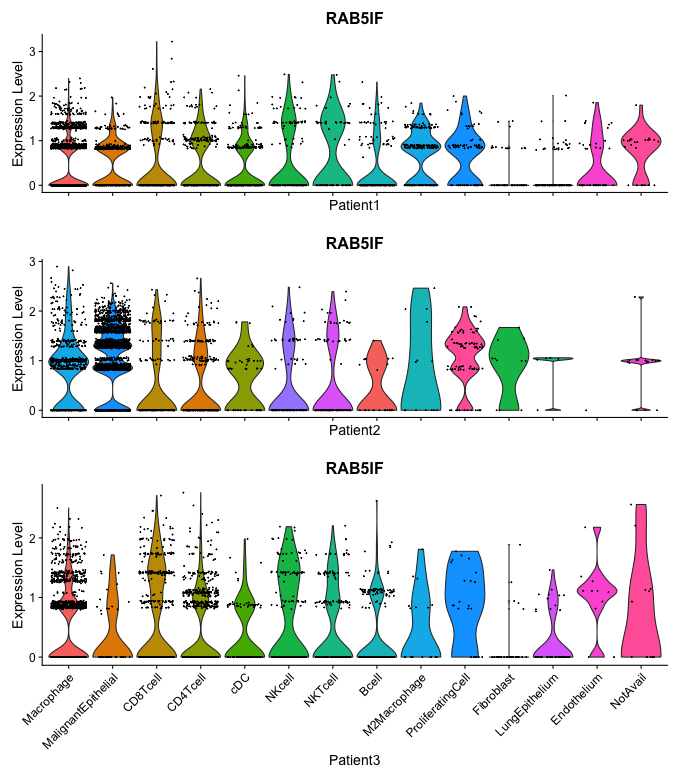 RAB5IF
Expression Level
3
2
1
0
Patient1
RAB5IF
Expression Level
3
2
1
0
Patient2
RAB5IF
Expression Level
2
1
0
Macrophage
MalignantEpithelial
CD8Tcell
CD4Tcell
cDC
NKcell
NKTcell
Bcell
M2Macrophage
ProliferatingCell
Fibroblast
LungEpithelium
Endothelium
NotAvail
Patient3